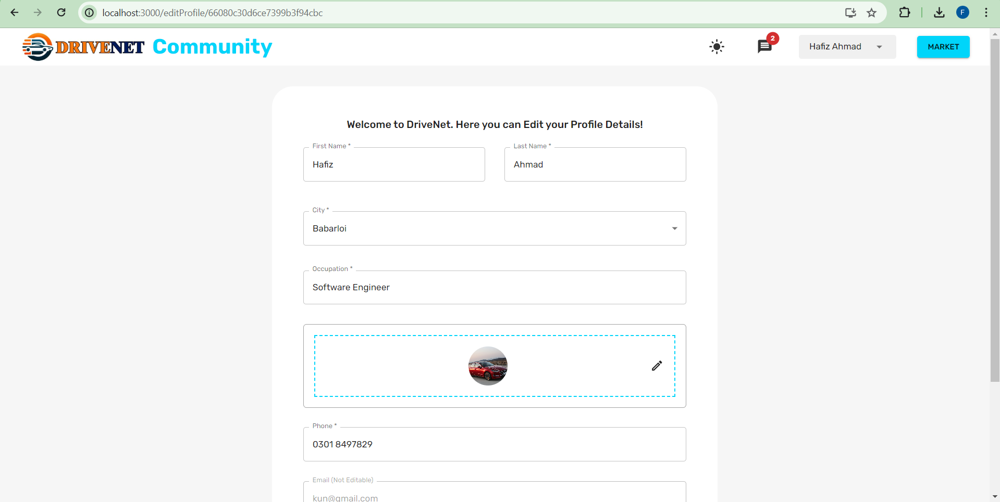 localhost:3000/editProfile/66080c30d6ce7399b3f94cbc
F
DRIVENET Community
2
Hafiz Ahmad
MARKET
Welcome to DriveNet. Here you can Edit your Profile Details!
First Name *
Hafiz
Last Name *
Ahmad
City *
Babarloi
Occupation *
Software Engineer
Phone *
0301 8497829
Email (Not Editable)
kun@gmail.com